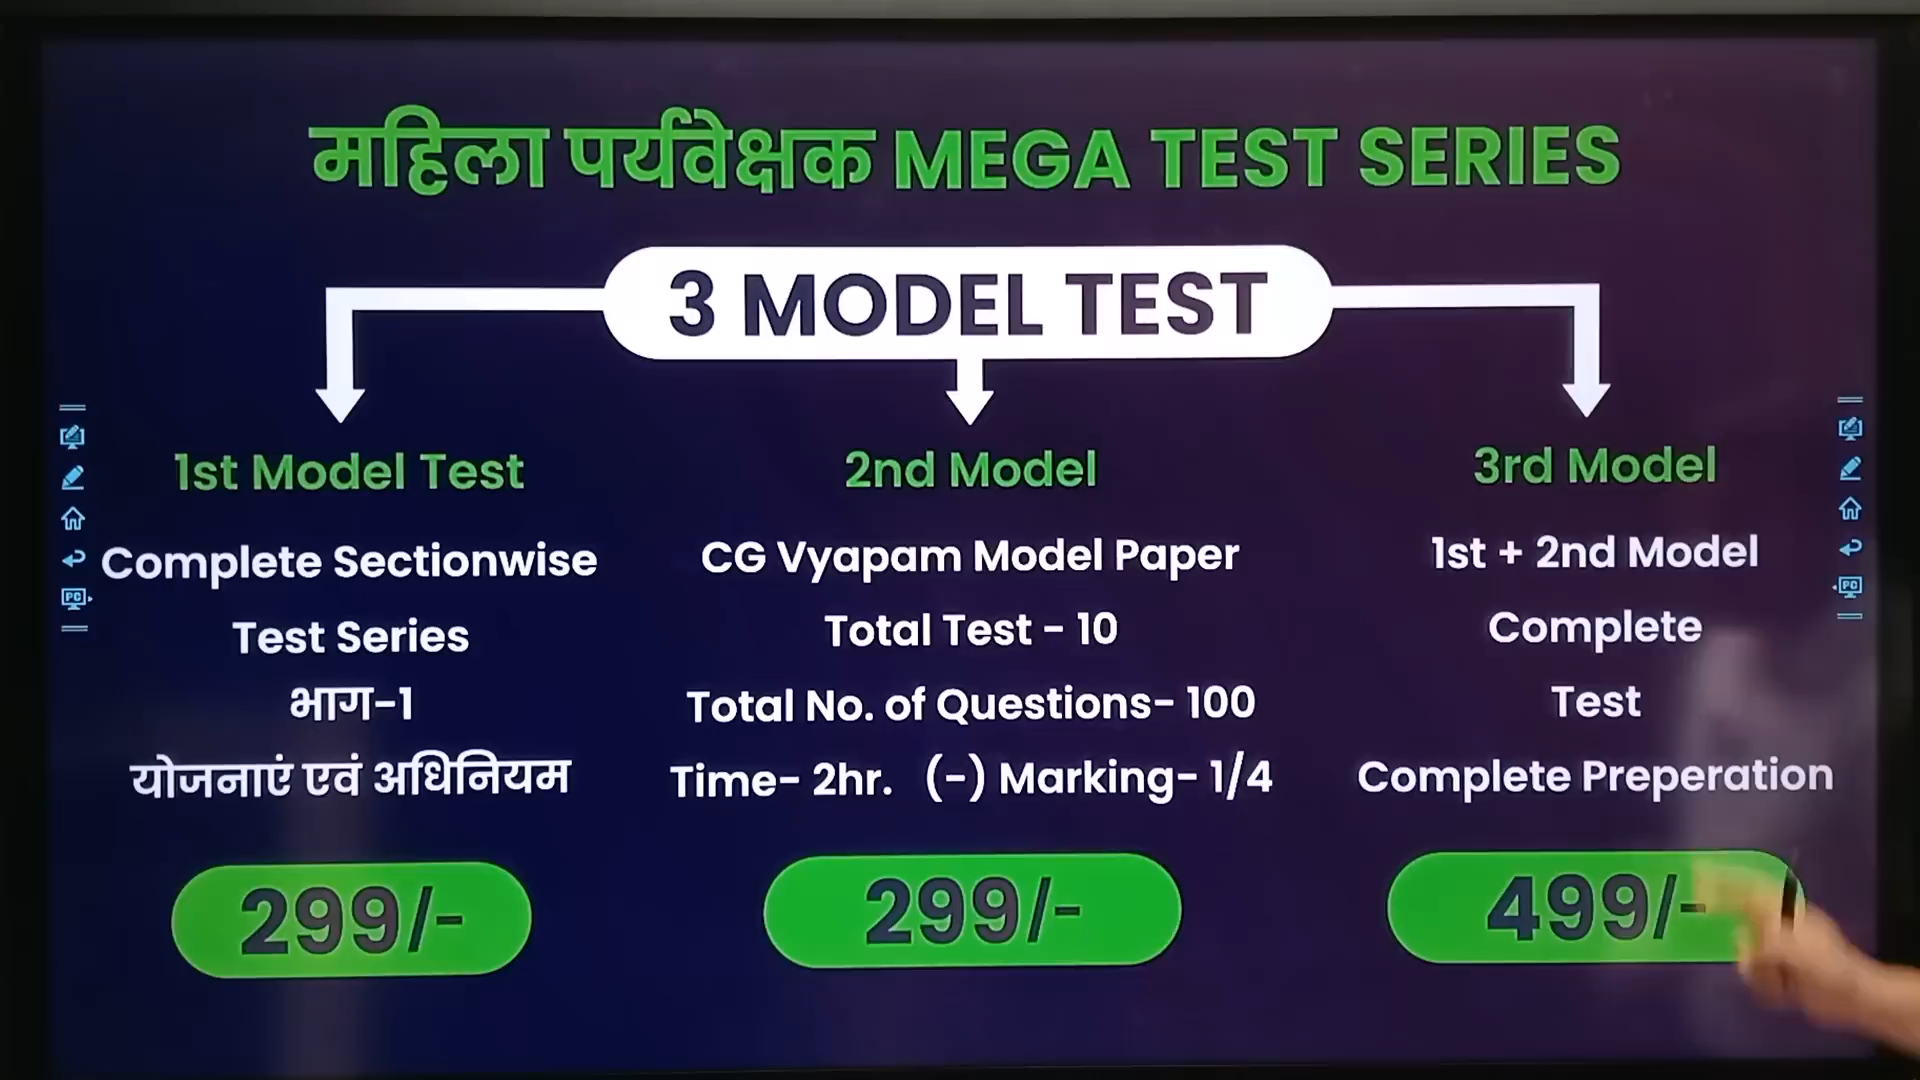 महिला पर्यवेक्षक MEGA TEST SERIES
3 MODEL TEST
1st Model Test
Complete Sectionwise
Test Series
भाग-1
योजनाएं एवं अधिनियम
299/-
2nd Model
CG Vyapam Model Paper
Total Test - 10
Total No. of Questions- 100
Time- 2hr. (-) Marking- 1/4
299/-
3rd Model
1st + 2nd Model
Complete
Test
Complete Preperation
499/-
PC
PC